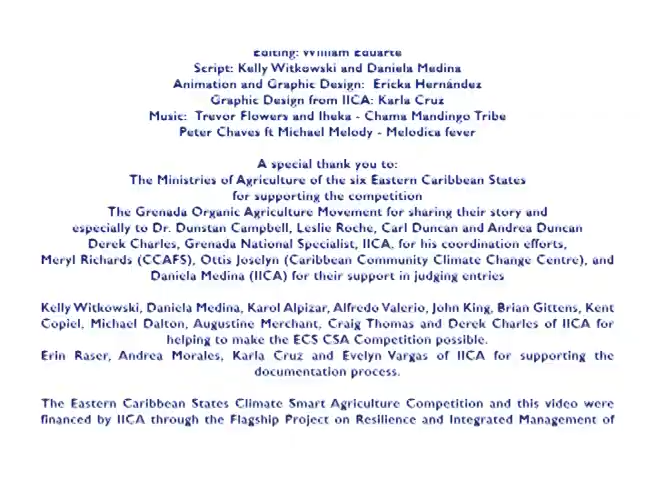 Editing: William Eduarte
Script: Kelly Witkowski and Daniela Medina
Animation and Graphic Design: Ericka Hernández
Graphic Design from IICA: Karla Cruz
Music: Trevor Flowers and Iheka - Chama Mandingo Tribe
Peter Chaves ft Michael Melody - Melodica fever
A special thank you to:
The Ministries of Agriculture of the six Eastern Caribbean States
for supporting the competition
The Grenada Organic Agriculture Movement for sharing their story and
especially to Dr. Dunstan Campbell, Leslie Roche, Carl Duncan and Andrea Duncan
Derek Charles, Grenada National Specialist, IICA, for his coordination efforts,
Meryl Richards (CCAFS), Ottis Joselyn (Caribbean Community Climate Change Centre), and
Daniela Medina (IICA) for their support in judging entries
Kelly Witkowski, Daniela Medina, Karol Alpizar, Alfredo Valerio, John King, Brian Gittens, Kent
Copiel, Michael Dalton, Augustine Merchant, Craig Thomas and Derek Charles of IICA for
helping to make the ECS CSA Competition possible.
Erin Raser, Andrea Morales, Karla Cruz and Evelyn Vargas of IICA for supporting the
documentation process.
The Eastern Caribbean States Climate Smart Agriculture Competition and this video were
financed by IICA through the Flagship Project on Resilience and Integrated Management of